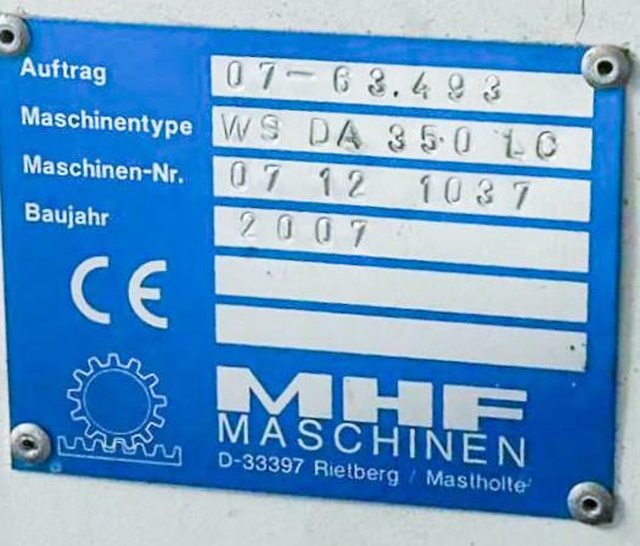 Auftrag 07-63.493
Maschinentype WS DA 350 LC
Maschinen-Nr. 07 12 1037
Baujahr 2007
CE
MHF
MASCHINEN
D-33397 Rietberg / Mastholte